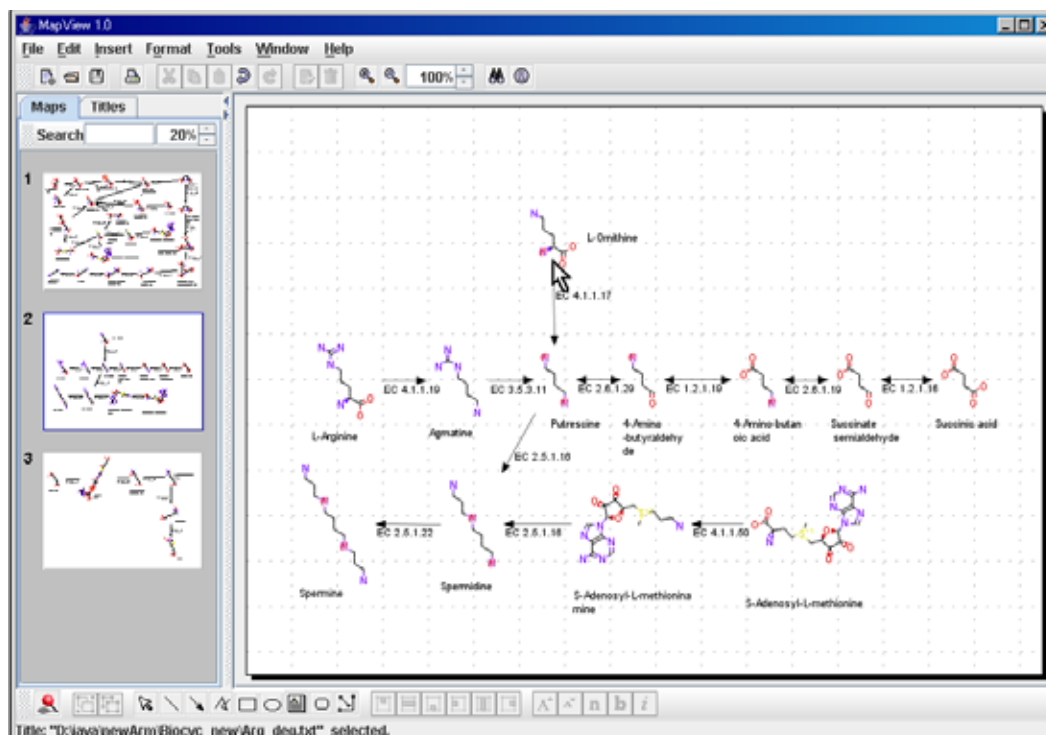 MapView 1.0
File Edit Insert Format Tools Window Help
100%
Maps Titles
Search 20%
1
2
3
L-Ornithine
EC 4.1.1.17
EC 4.1.1.19 EC 3.5.3.11 EC 2.6.1.29 EC 1.2.1.19 EC 2.6.1.19 EC 1.2.1.16
L-Arginine Agmatine Putrescine 4-Amino 4-Amino-butan Succinate Succinic acid
-butyraldehy oic acid semialdehyde
de
EC 2.5.1.16
EC 2.5.1.22 EC 2.5.1.16 EC 4.1.1.50
Spermine Spermidine S-Adenosyl-L-methionina S-Adenosyl-L-methionine
mine
A A n b i
Title: "D:\java\newArm\Biocyc_new\Arg_deg.txt" selected.